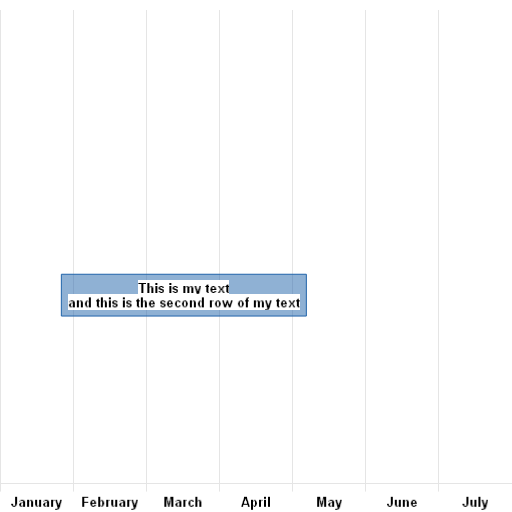 This is my text
and this is the second row of my text
January February March April May June July